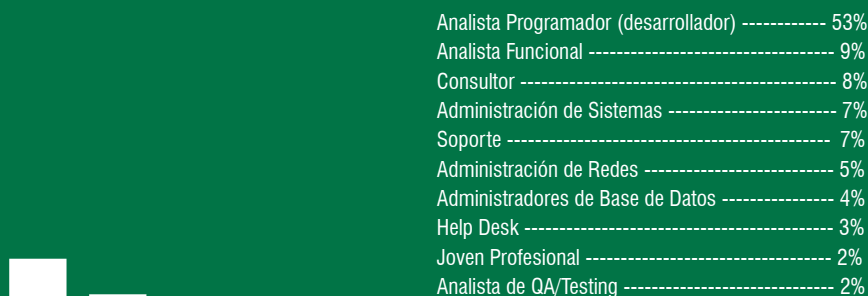 Analista Programador (desarrollador) ------------ 53%
Analista Funcional ----------------------------------- 9%
Consultor --------------------------------------------- 8%
Administración de Sistemas ------------------------ 7%
Soporte ---------------------------------------------- 7%
Administración de Redes --------------------------- 5%
Administradores de Base de Datos ---------------- 4%
Help Desk -------------------------------------------- 3%
Joven Profesional ----------------------------------- 2%
Analista de QA/Testing ------------------------------ 2%